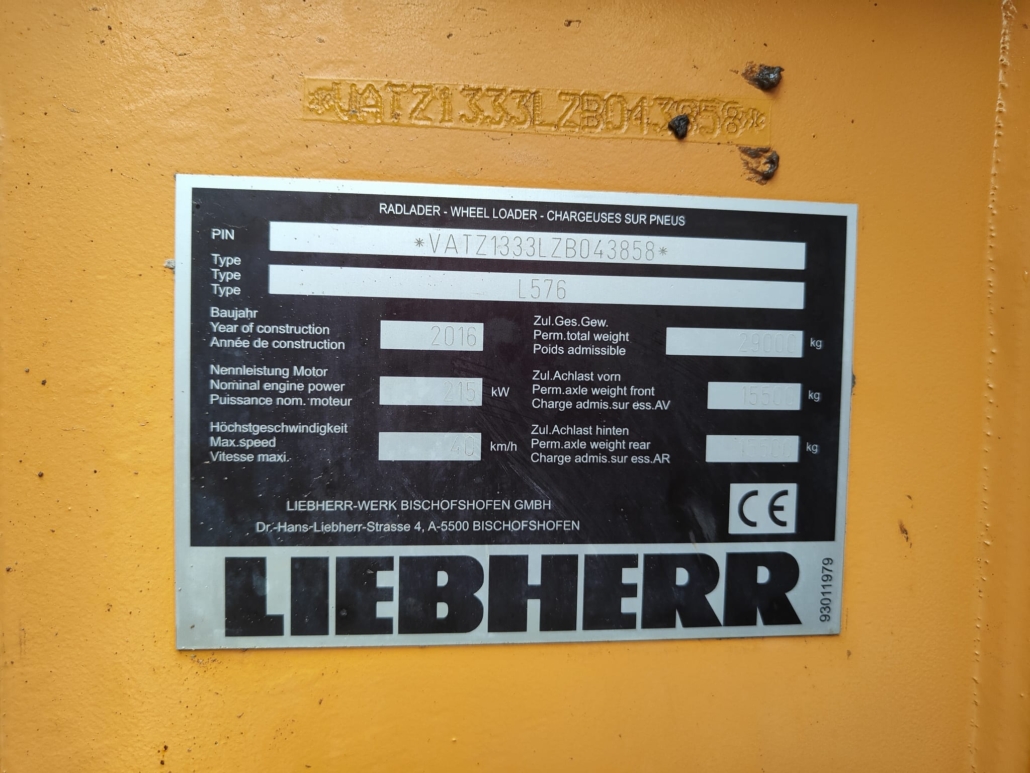 *VATZ1333LZB043858*
RADLADER - WHEEL LOADER - CHARGEUSES SUR PNEUS
PIN *VATZ1333LZB043858*
Type
Type
Type L576
Baujahr
Year of construction 2016
Année de construction
Zul.Ges.Gew.
Perm.total weight 29000 kg
Poids admissible
Nennleistung Motor
Nominal engine power 215 kW
Puissance nom. moteur
Zul.Achlast vorn
Perm.axle weight front kg
Charge admis.sur ess.AV
Höchstgeschwindigkeit
Max.speed 40 km/h
Vitesse maxi.
Zul.Achlast hinten
Perm.axle weight rear kg
Charge admis.sur ess.AR
CE
LIEBHERR-WERK BISCHOFSHOFEN GMBH
Dr.-Hans-Liebherr-Strasse 4, A-5500 BISCHOFSHOFEN
LIEBHERR
93011979